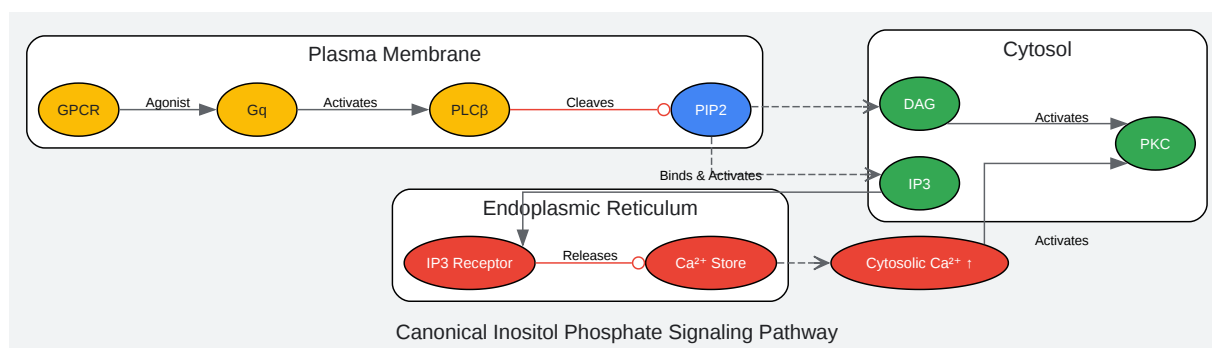 Plasma Membrane
GPCR
Agonist
Gq
Activates
PLCβ
Cleaves
PIP2
Cytosol
DAG
Activates
PKC
IP3
Binds & Activates
Endoplasmic Reticulum
IP3 Receptor
Releases
Ca²⁺ Store
Cytosolic Ca²⁺ ↑
Activates
Canonical Inositol Phosphate Signaling Pathway